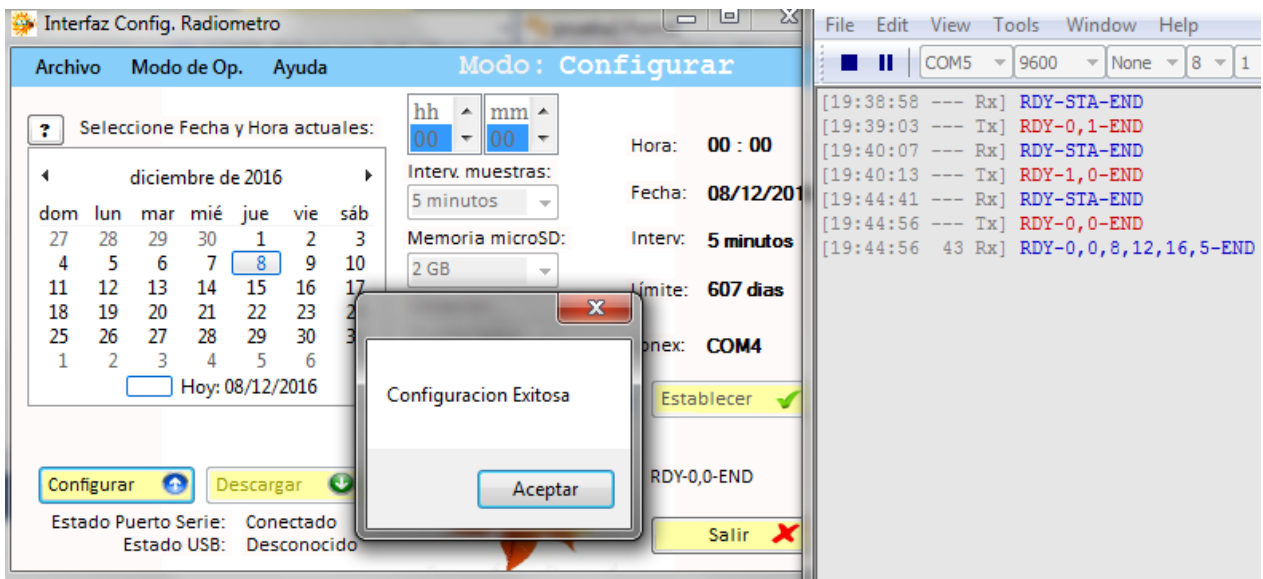 Interfaz Config. Radiometro
Archivo Modo de Op. Ayuda Modo: Configurar
? Seleccione Fecha y Hora actuales:
diciembre de 2016
dom lun mar mié jue vie sáb
27 28 29 30 1 2 3
4 5 6 7 8 9 10
11 12 13 14 15 16 17
18 19 20 21 22 23
25 26 27 28 29 30
1 2 3 4 5 6
Hoy: 08/12/2016
hh mm
00 00
Interv. muestras:
5 minutos
Memoria microSD:
2 GB
Hora: 00 : 00
Fecha: 08/12/201
Interv: 5 minutos
Límite: 607 dias
onex: COM4
Establecer
RDY-0,0-END
Salir
Configuracion Exitosa
Aceptar
Configurar Descargar
Estado Puerto Serie: Conectado
Estado USB: Desconocido
File Edit View Tools Window Help
COM5 9600 None 8 1
[19:38:58 --- Rx] RDY-STA-END
[19:39:03 --- Tx] RDY-0,1-END
[19:40:07 --- Rx] RDY-STA-END
[19:40:13 --- Tx] RDY-1,0-END
[19:44:41 --- Rx] RDY-STA-END
[19:44:56 --- Tx] RDY-0,0-END
[19:44:56 43 Rx] RDY-0,0,8,12,16,5-END